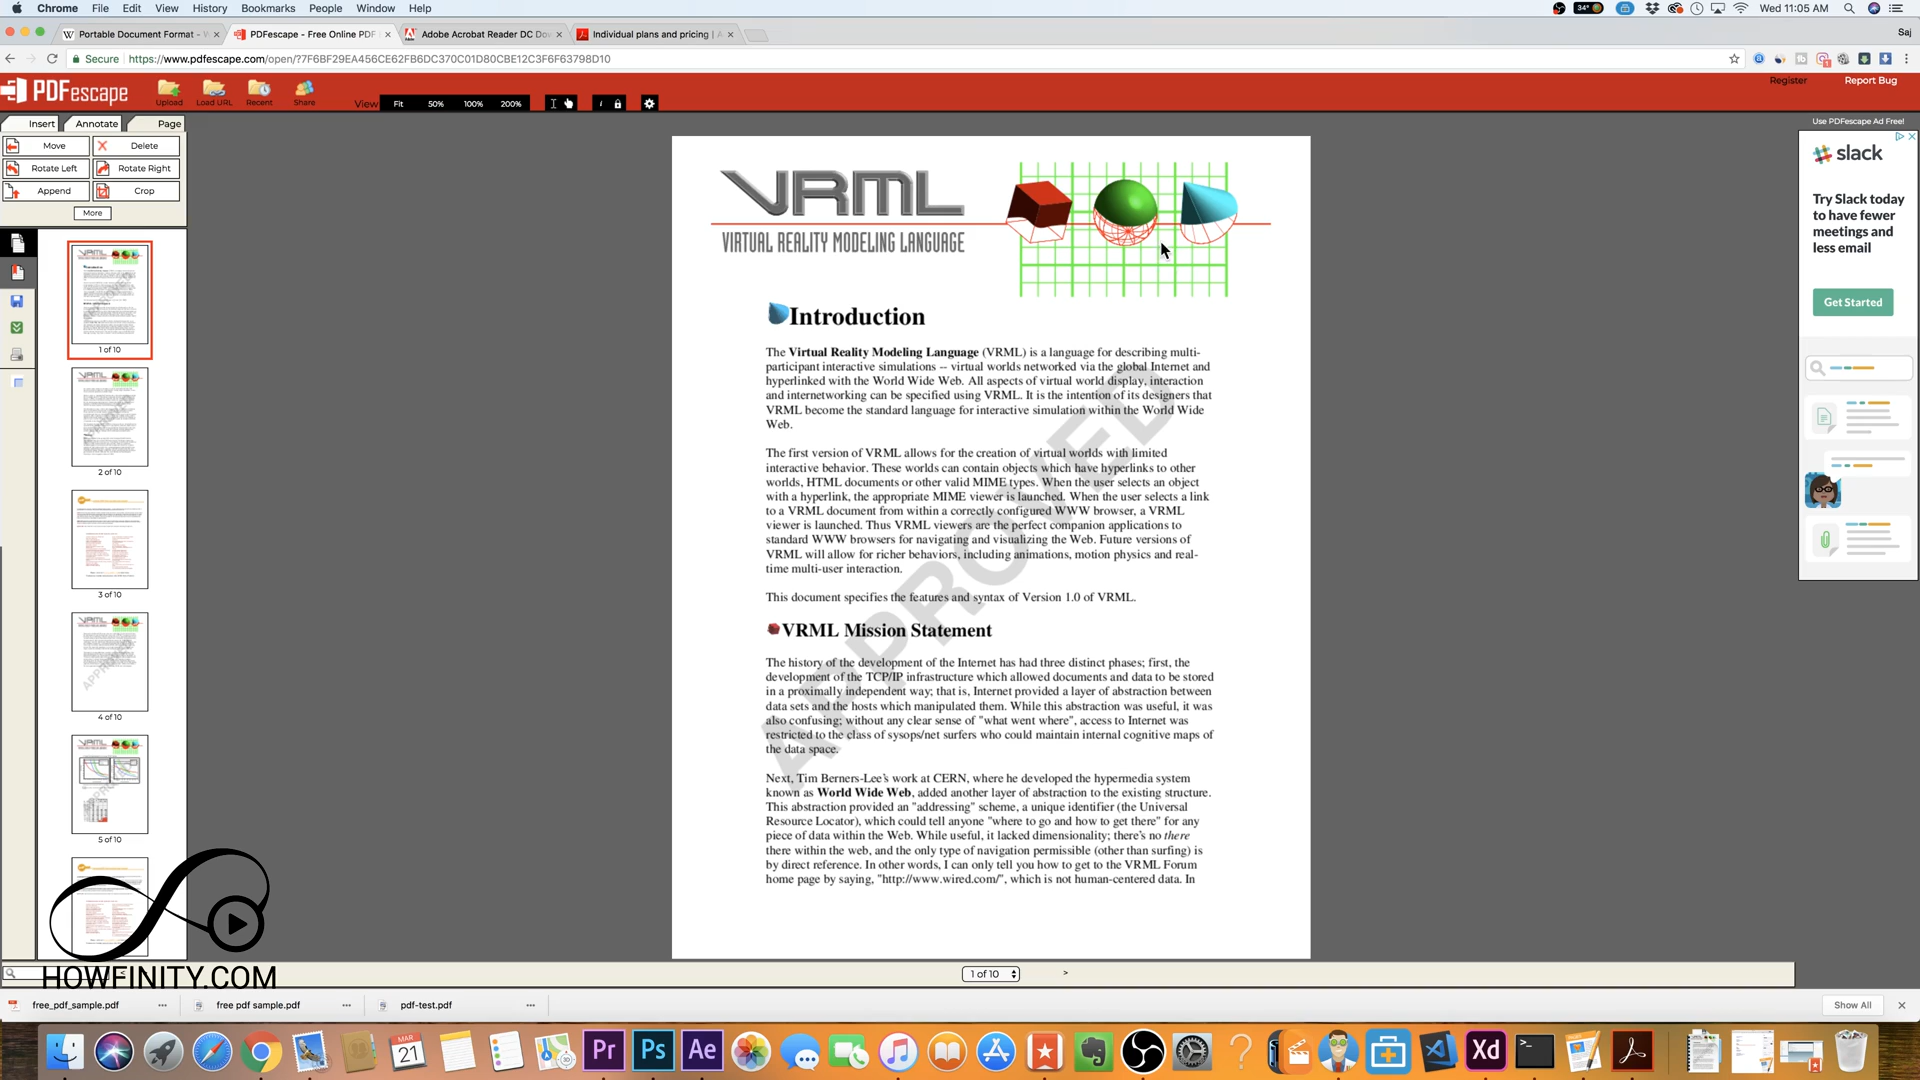 Chrome File Edit View History Bookmarks People Window Help
34° Wed 11:05 AM
Portable Document Format -
PDFescape - Free Online PDF
Adobe Acrobat Reader DC
Individual plans and pricing |
Saj
Secure https://www.pdfescape.com/open/?7F6BF29EA456CE62FB6DC370C01D80CBE12C3F6F63798D10
PDFescape
Upload Load URL Recent Share
View Fit 50% 100% 200%
Register Report Bug
Insert Annotate Page
Move Delete
Rotate Left Rotate Right
Append Crop
More
1 of 10
2 of 10
3 of 10
4 of 10
5 of 10
VRML
VIRTUAL REALITY MODELING LANGUAGE
Introduction
The Virtual Reality Modeling Language (VRML) is a language for describing multi-
participant interactive simulations -- virtual worlds networked via the global Internet and
hyperlinked with the World Wide Web. All aspects of virtual world display, interaction
and internetworking can be specified using VRML. It is the intention of its designers that
VRML become the standard language for interactive simulation within the World Wide
Web.
The first version of VRML allows for the creation of virtual worlds with limited
interactive behavior. These worlds can contain objects which have hyperlinks to other
worlds, HTML documents or other valid MIME types. When the user selects an object
with a hyperlink, the appropriate MIME viewer is launched. When the user selects a link
to a VRML document from within a correctly configured WWW browser, a VRML
viewer is launched. Thus VRML viewers are the perfect companion applications to
standard WWW browsers for navigating and visualizing the Web. Future versions of
VRML will allow for richer behaviors, including animations, motion physics and real-
time multi-user interaction.
This document specifies the features and syntax of Version 1.0 of VRML.
VRML Mission Statement
The history of the development of the Internet has had three distinct phases; first, the
development of the TCP/IP infrastructure which allowed documents and data to be stored
in a proximally independent way; that is, Internet provided a layer of abstraction between
data sets and the hosts which manipulated them. While this abstraction was useful, it was
also confusing; without any clear sense of "what went where", access to Internet was
restricted to the class of sysops/net surfers who could maintain internal cognitive maps of
the data space.
Next, Tim Berners-Lee's work at CERN, where he developed the hypermedia system
known as World Wide Web, added another layer of abstraction to the existing structure.
This abstraction provided an "addressing" scheme, a unique identifier (the Universal
Resource Locator), which could tell anyone "where to go and how to get there" for any
piece of data within the Web. While useful, it lacked dimensionality; there's no there
there within the web, and the only type of navigation permissible (other than surfing) is
by direct reference. In other words, I can only tell you how to get to the VRML Forum
home page by saying, "http://www.wired.com/", which is not human-centered data. In
APPROVED
Use PDFescape Ad Free!
slack
Try Slack today
to have fewer
meetings and
less email
Get Started
HOWFINITY.COM
1 of 10 >
free_pdf_sample.pdf
free pdf sample.pdf
pdf-test.pdf
Show All
MAR
21
Pr Ps Ae Xd